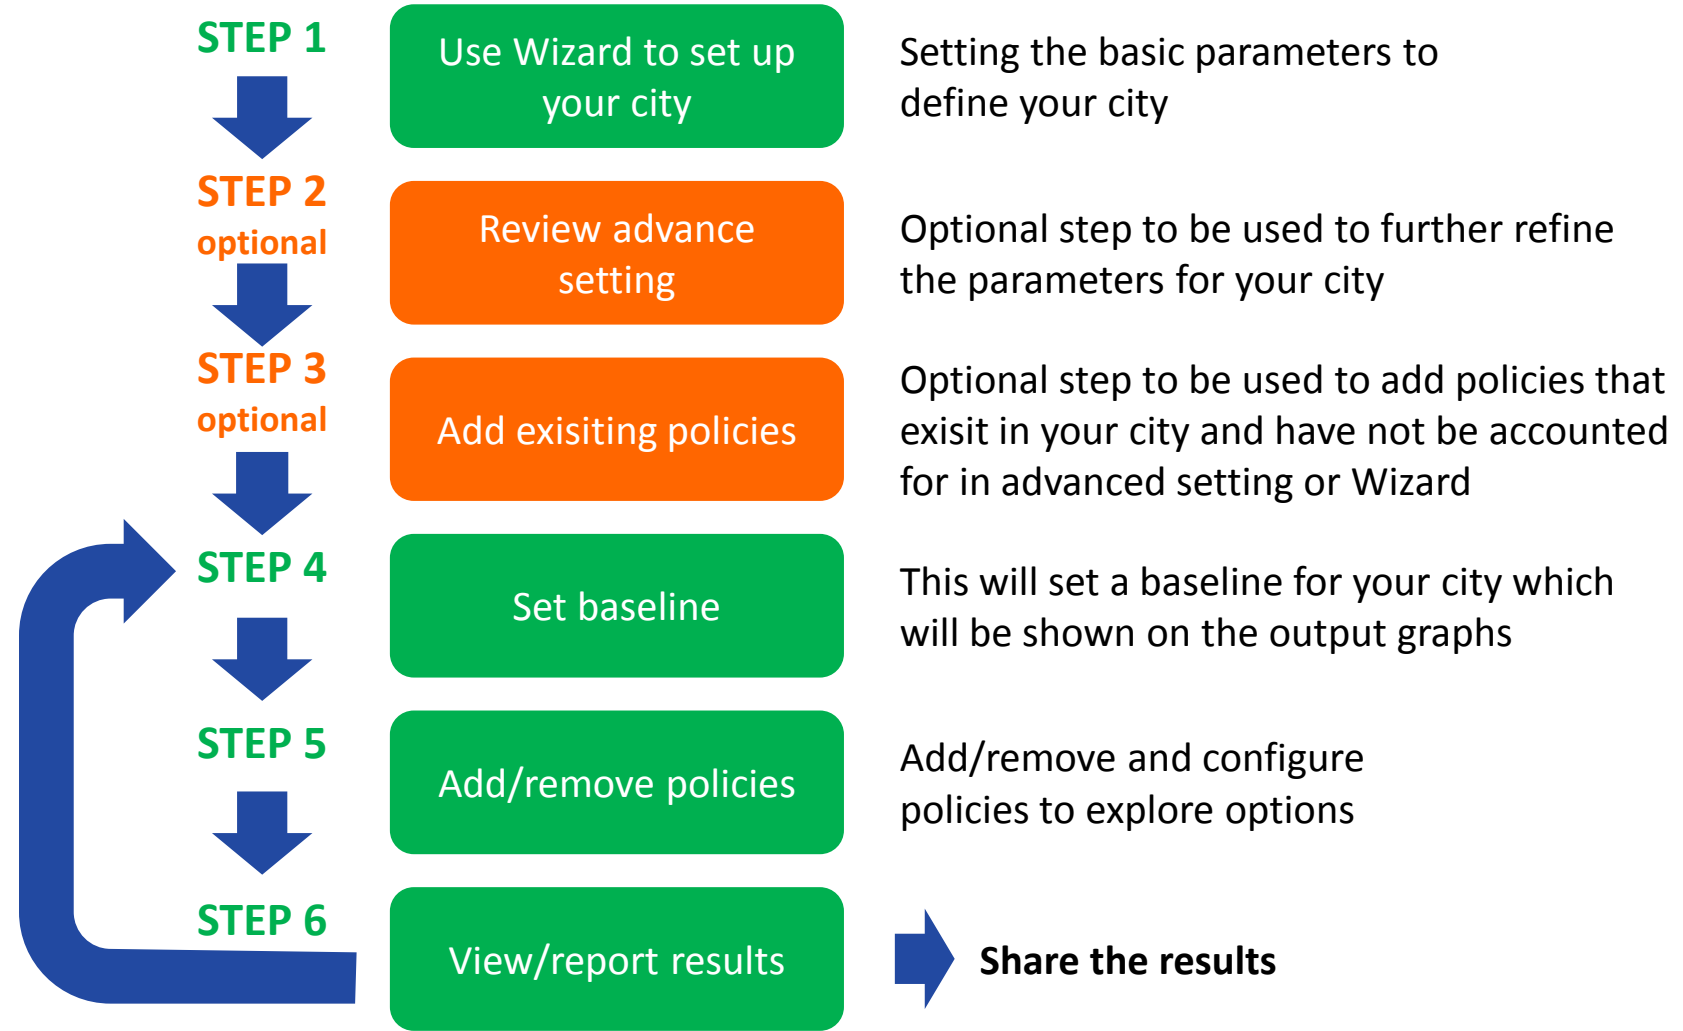 STEP 1
Use Wizard to set up
your city
Setting the basic parameters to
define your city
STEP 2
optional
Review advance
setting
Optional step to be used to further refine
the parameters for your city
STEP 3
optional
Add exisiting policies
Optional step to be used to add policies that
exisit in your city and have not be accounted
for in advanced setting or Wizard
STEP 4
Set baseline
This will set a baseline for your city which
will be shown on the output graphs
STEP 5
Add/remove policies
Add/remove and configure
policies to explore options
STEP 6
View/report results
Share the results